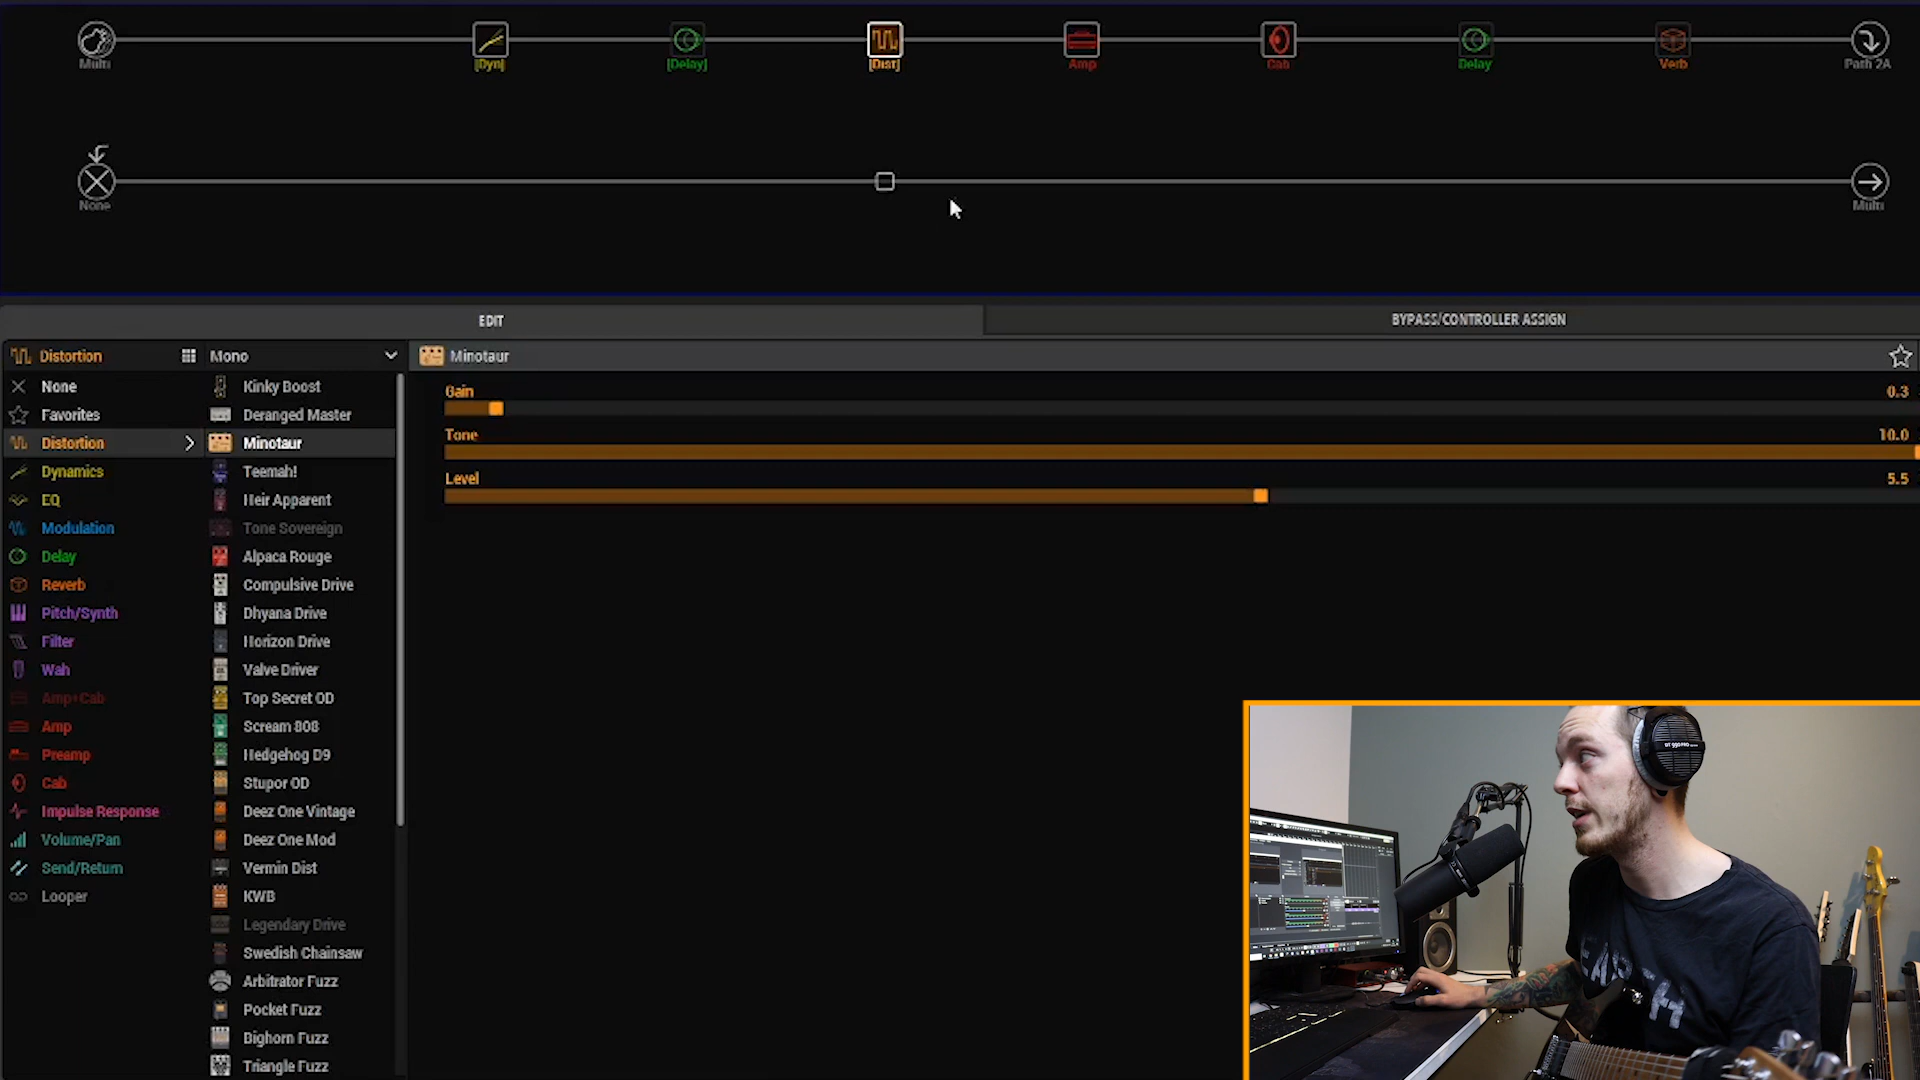 Multi
[Dyn]
[Delay]
[Dist]
Amp
Cab
Delay
Verb
Path 2A
None
Multi
EDIT
BYPASS/CONTROLLER ASSIGN
Distortion
Mono
Minotaur
None
Favorites
Distortion
Dynamics
EQ
Modulation
Delay
Reverb
Pitch/Synth
Filter
Wah
Amp+Cab
Amp
Preamp
Cab
Impulse Response
Volume/Pan
Send/Return
Looper
Kinky Boost
Deranged Master
Minotaur
Teemah!
Heir Apparent
Tone Sovereign
Alpaca Rouge
Compulsive Drive
Dhyana Drive
Horizon Drive
Valve Driver
Top Secret OD
Scream 808
Hedgehog D9
Stupor OD
Deez One Vintage
Deez One Mod
Vermin Dist
KWB
Legendary Drive
Swedish Chainsaw
Arbitrator Fuzz
Pocket Fuzz
Bighorn Fuzz
Triangle Fuzz
Gain
0.3
Tone
10.0
Level
5.5
DT 990 PRO